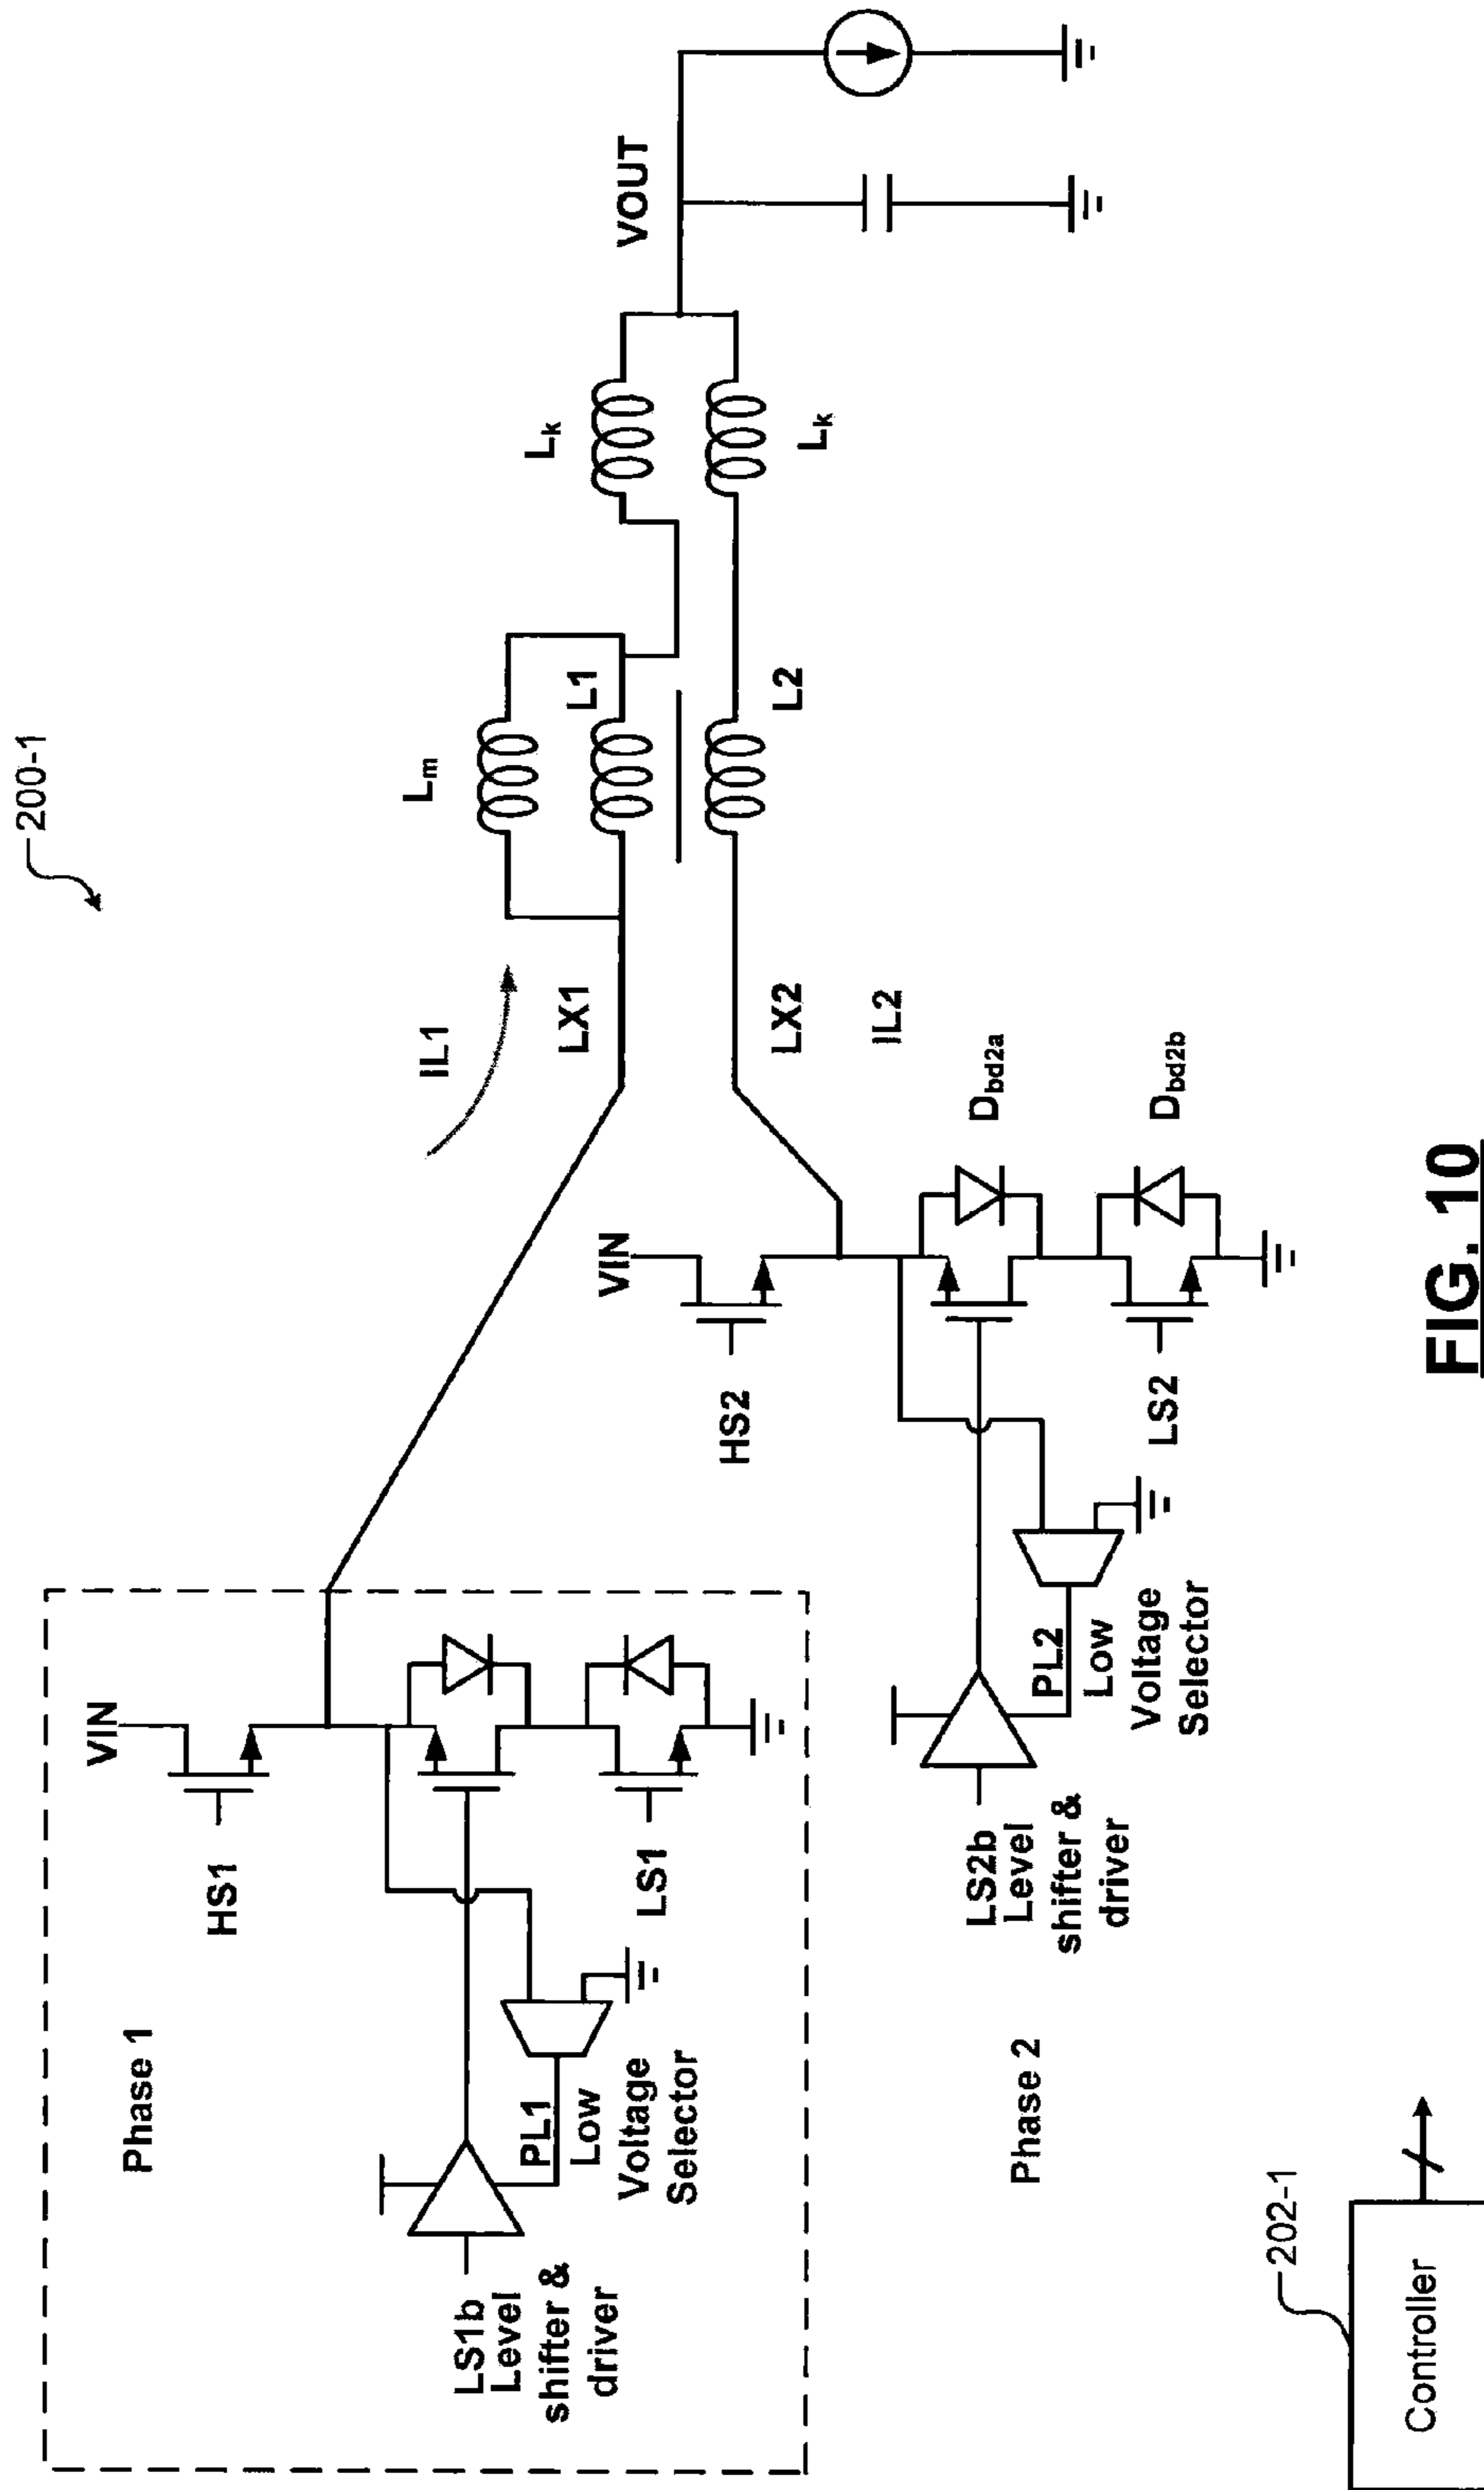 200-1
Phase 1
VIN
HS1
LS1b
Level
shifter &
driver
PL1
Low
Voltage
Selector
LS1
IL1
LX1
Lm
L1
Lk
VOUT
L2
Lk
LX2
IL2
VIN
HS2
Dbd2a
Dbd2b
LS2
PL2
Low
Voltage
Selector
LS2b
Level
shifter &
driver
Phase 2
202-1
Controller
FIG. 10